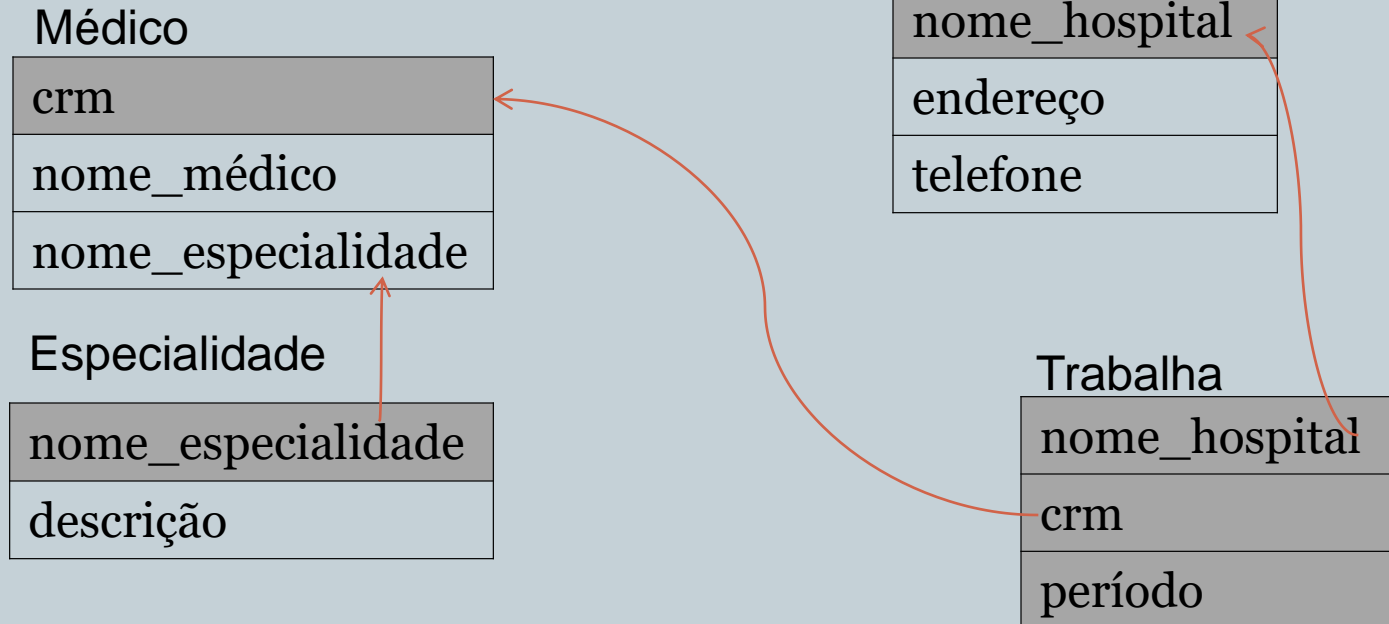 Médico
crm
nome_médico
nome_especialidade
Especialidade
nome_especialidade
descrição
nome_hospital
endereço
telefone
Trabalha
nome_hospital
crm
período